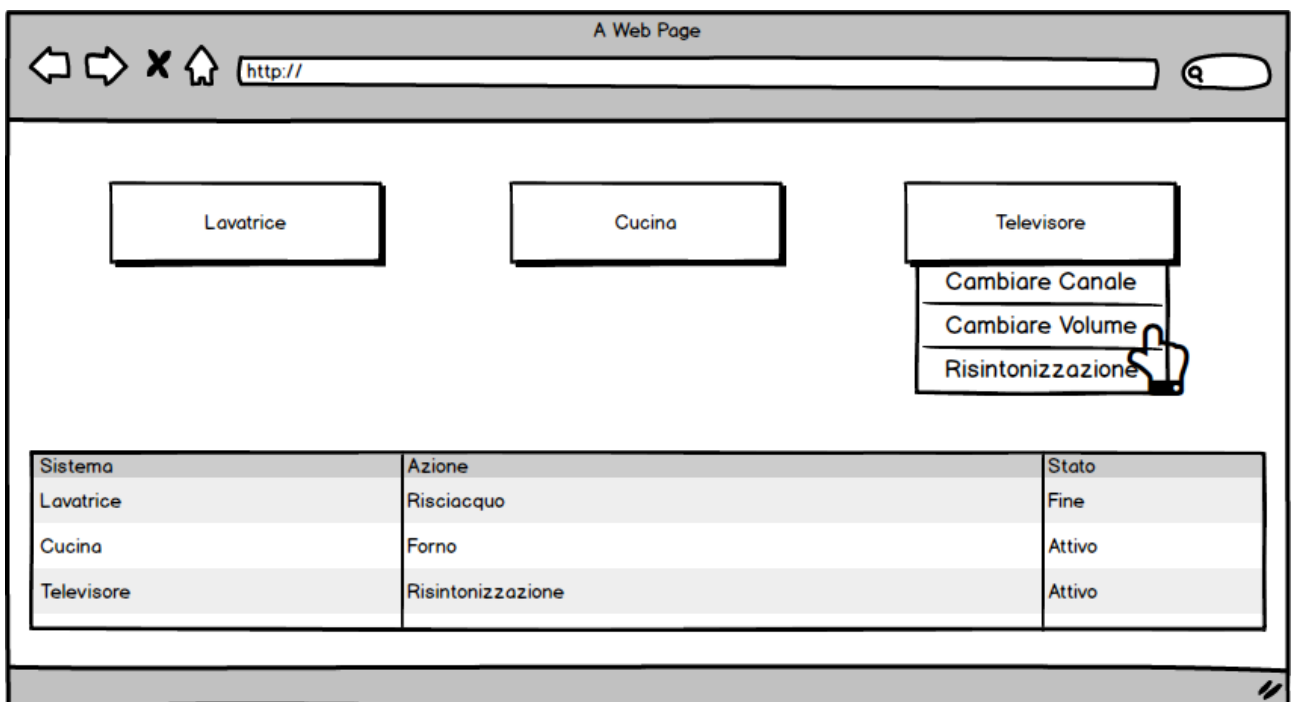 A Web Page
http://
Lavatrice
Cucina
Televisore
Cambiare Canale
Cambiare Volume
Risintonizzazione
Sistema Azione Stato
Lavatrice Risciacquo Fine
Cucina Forno Attivo
Televisore Risintonizzazione Attivo